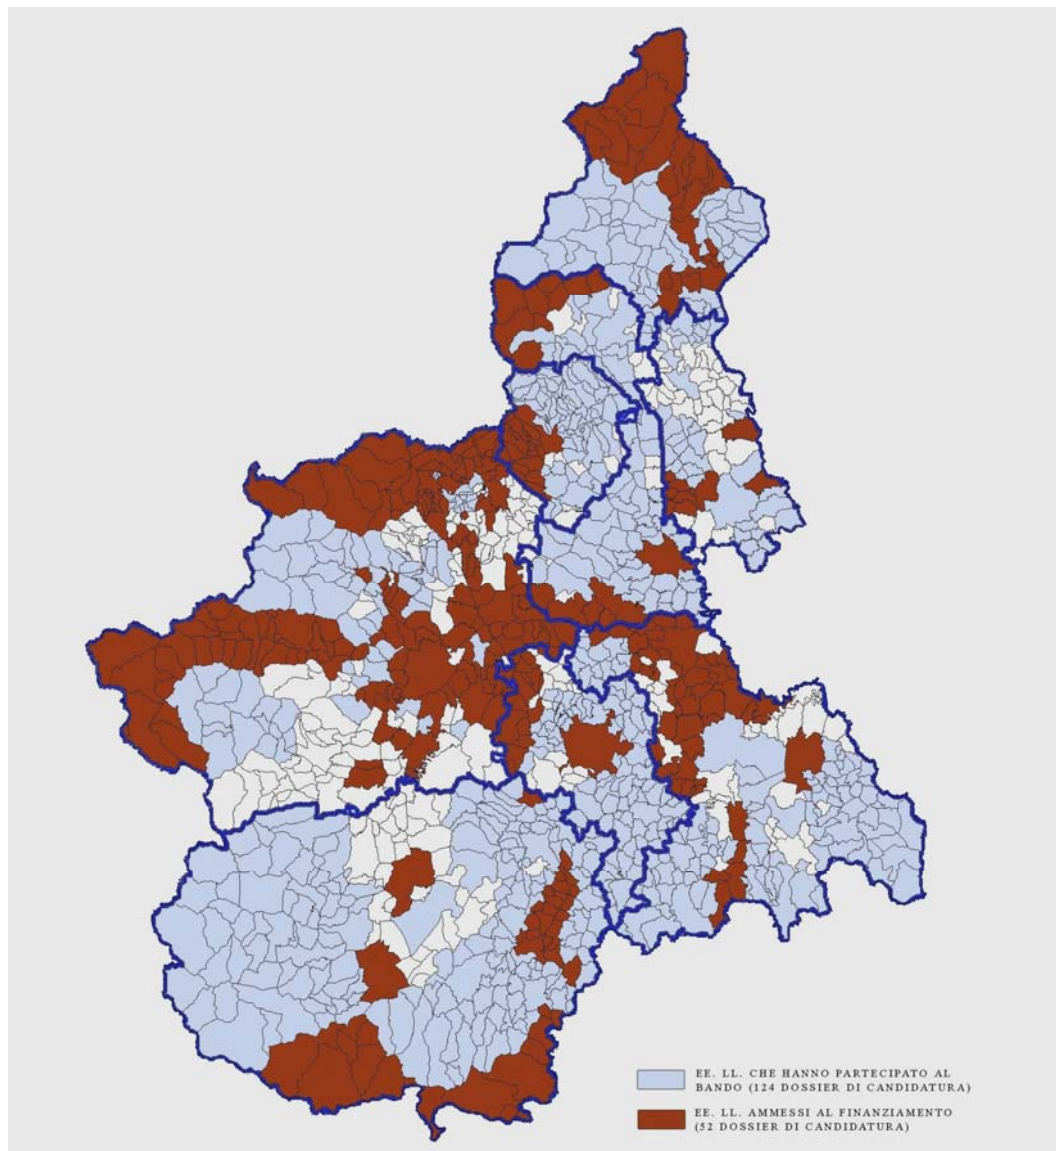 EE. LL. CHE HANNO PARTECIPATO AL
BANDO (124 DOSSIER DI CANDIDATURA)
EE. LL. AMMESSI AL FINANZIAMENTO
(52 DOSSIER DI CANDIDATURA)